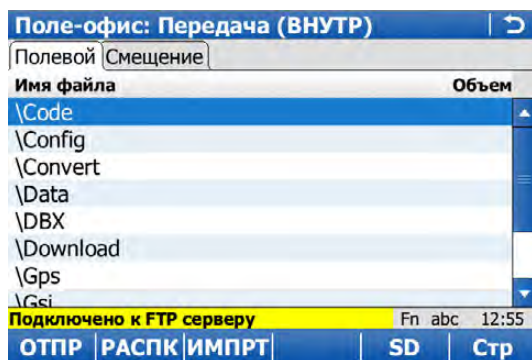 Поле-офис: Передача (ВНУТР)
Полевой Смещение
Имя файла Объем
\Code
\Config
\Convert
\Data
\DBX
\Download
\Gps
\Gsi
Подключено к FTP серверу Fn abc 12:55
ОТПР РАСПК ИМПРТ SD Стр